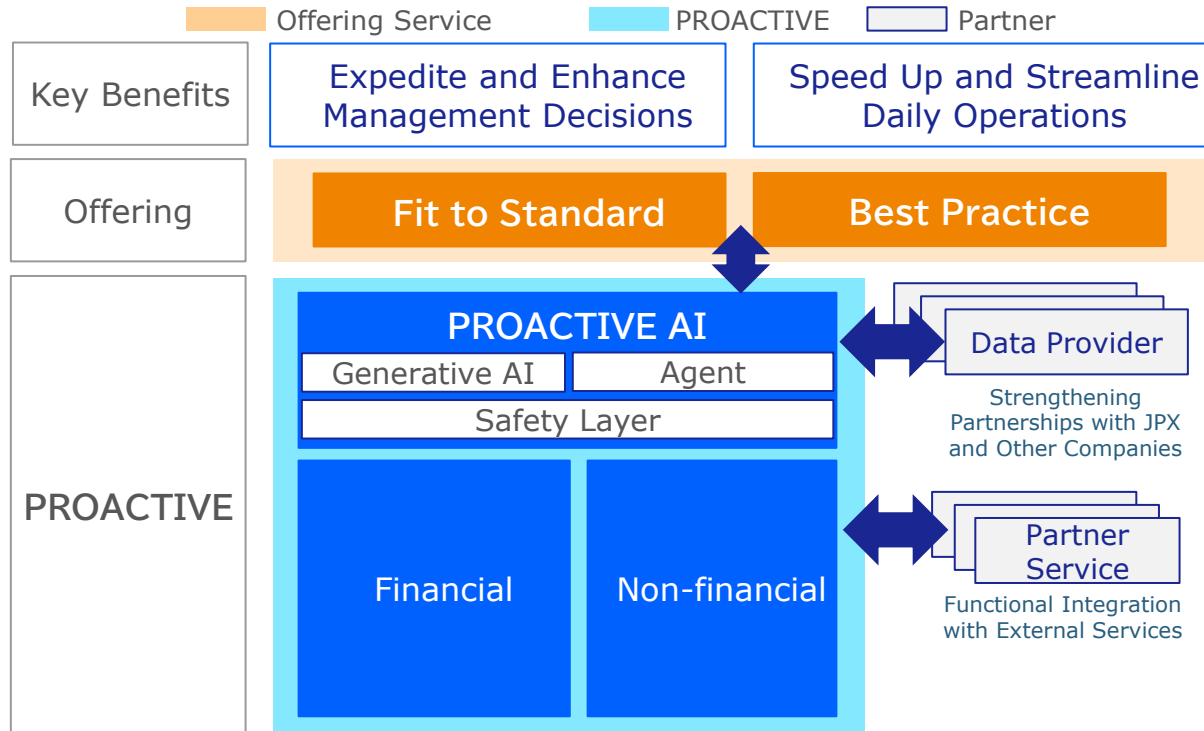 Offering Service
PROACTIVE
Partner
Key Benefits
Expedite and Enhance
Management Decisions
Speed Up and Streamline
Daily Operations
Offering
Fit to Standard
Best Practice
PROACTIVE
PROACTIVE AI
Generative AI
Agent
Safety Layer
Financial
Non-financial
Data Provider
Strengthening
Partnerships with JPX
and Other Companies
Partner
Service
Functional Integration
with External Services